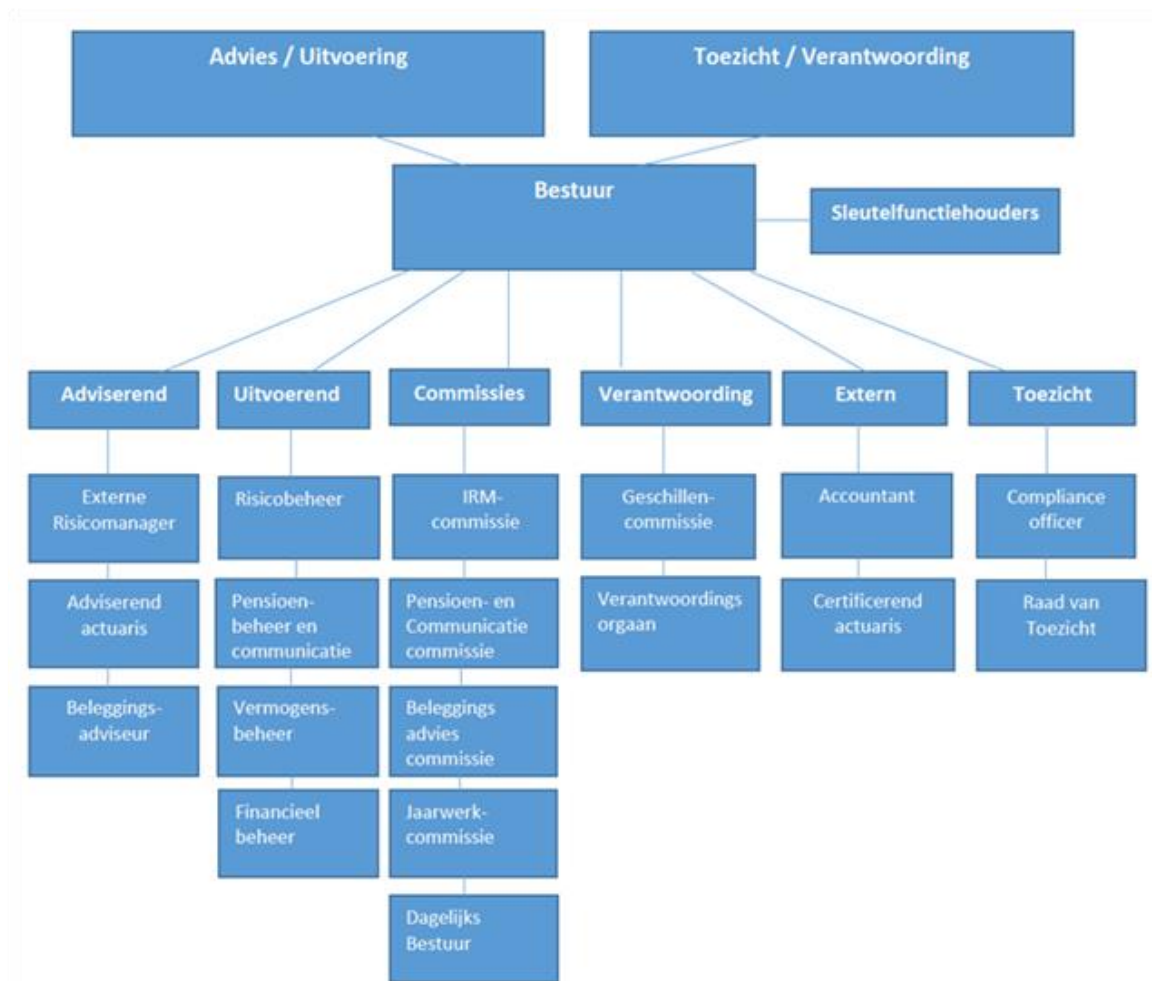 Advies / Uitvoering
Toezicht / Verantwoording
Bestuur
Sleutelfunctiehouders
Adviserend
Uitvoerend
Commissies
Verantwoording
Extern
Toezicht
Externe
Risicomanager
Risicobeheer
IRM-
commissie
Geschillen-
commissie
Accountant
Compliance
officer
Adviserend
actuaris
Pensioen-
beheer en
communicatie
Pensioen- en
Communicatie
commissie
Verantwoordings
orgaan
Certificerend
actuaris
Raad van
Toezicht
Beleggings-
adviseur
Vermogens-
beheer
Beleggings
advies
commissie
Financieel
beheer
Jaarwerk-
commissie
Dagelijks
Bestuur